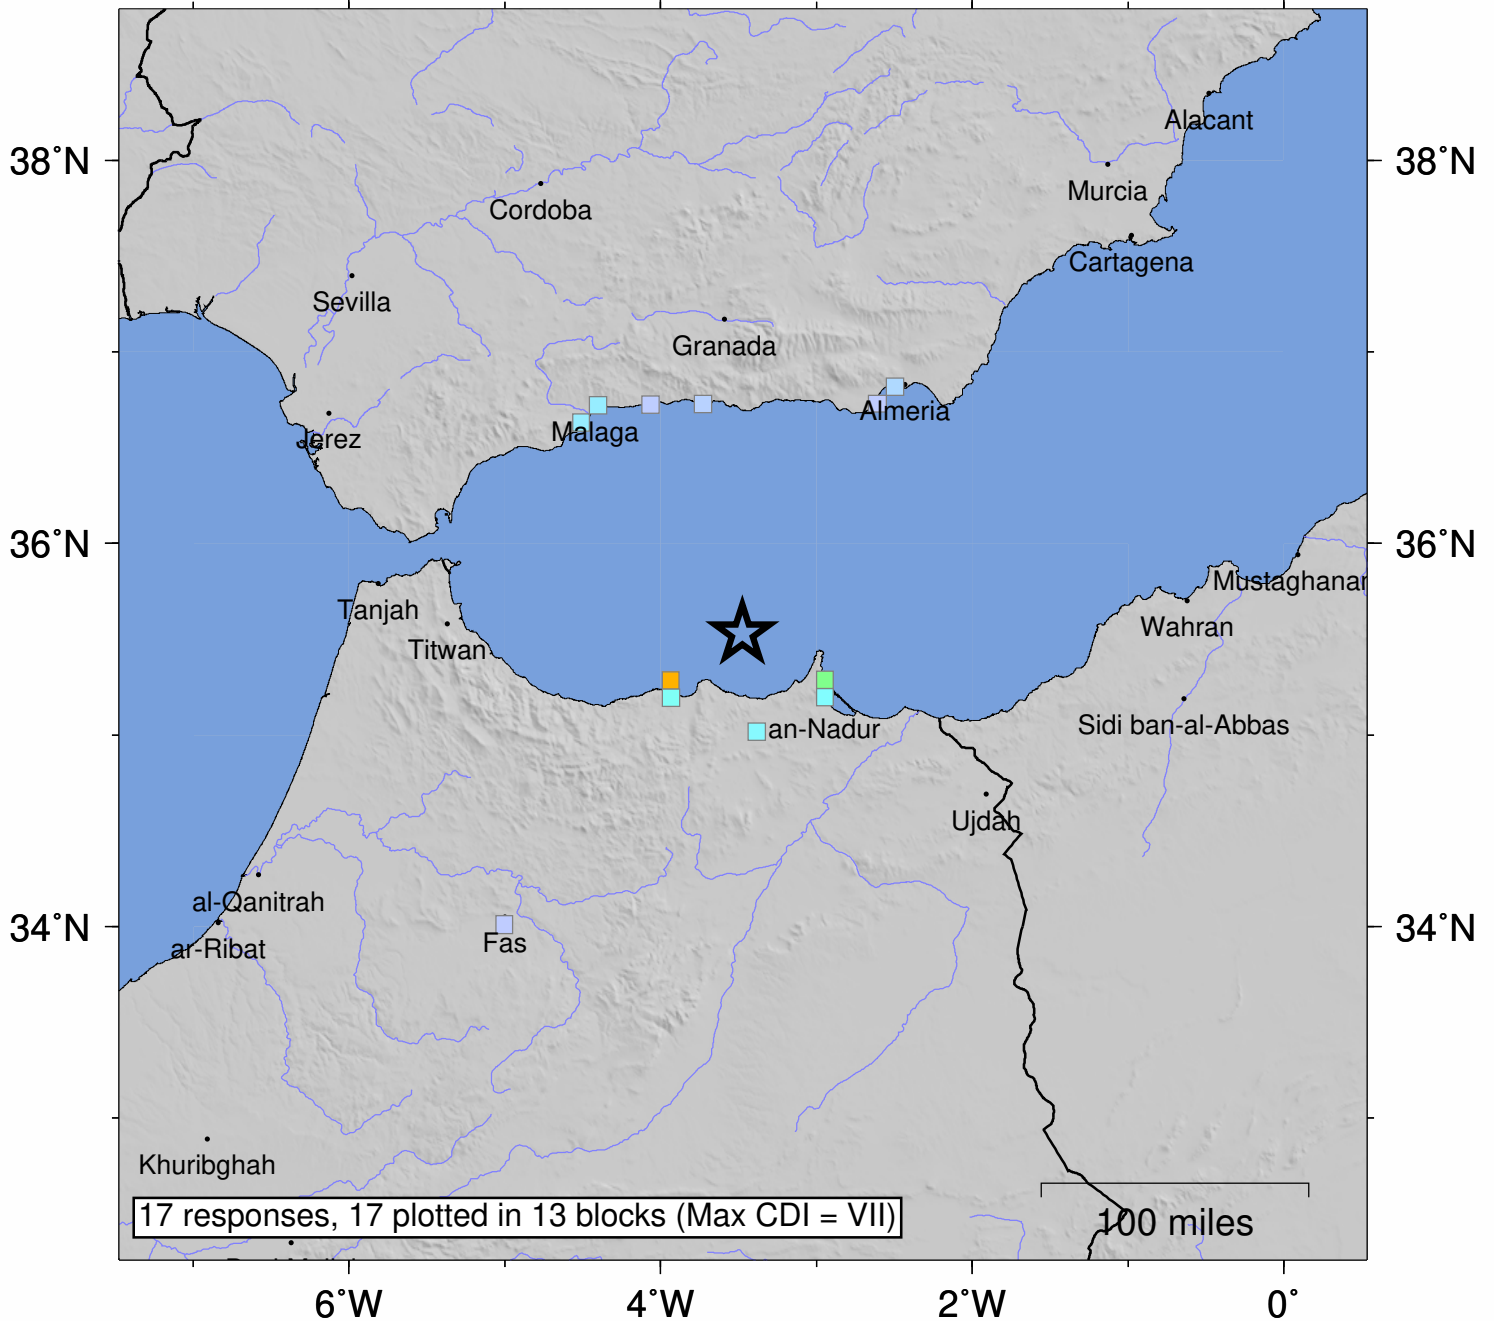 Alacant
38°N
38°N
Murcia
Cordoba
Cartagena
Sevilla
Granada
Almeria
Malaga
Jerez
36°N
36°N
Mustaghanar
Tanjah
Wahran
Titwan
Sidi ban-al-Abbas
an-Nadur
Ujdah
al-Qanitrah
34°N
34°N
Fas
ar-Ribat
Khuribghah
17 responses, 17 plotted in 13 blocks (Max CDI = VII)
100 miles
6°W
4°W
2°W
0°